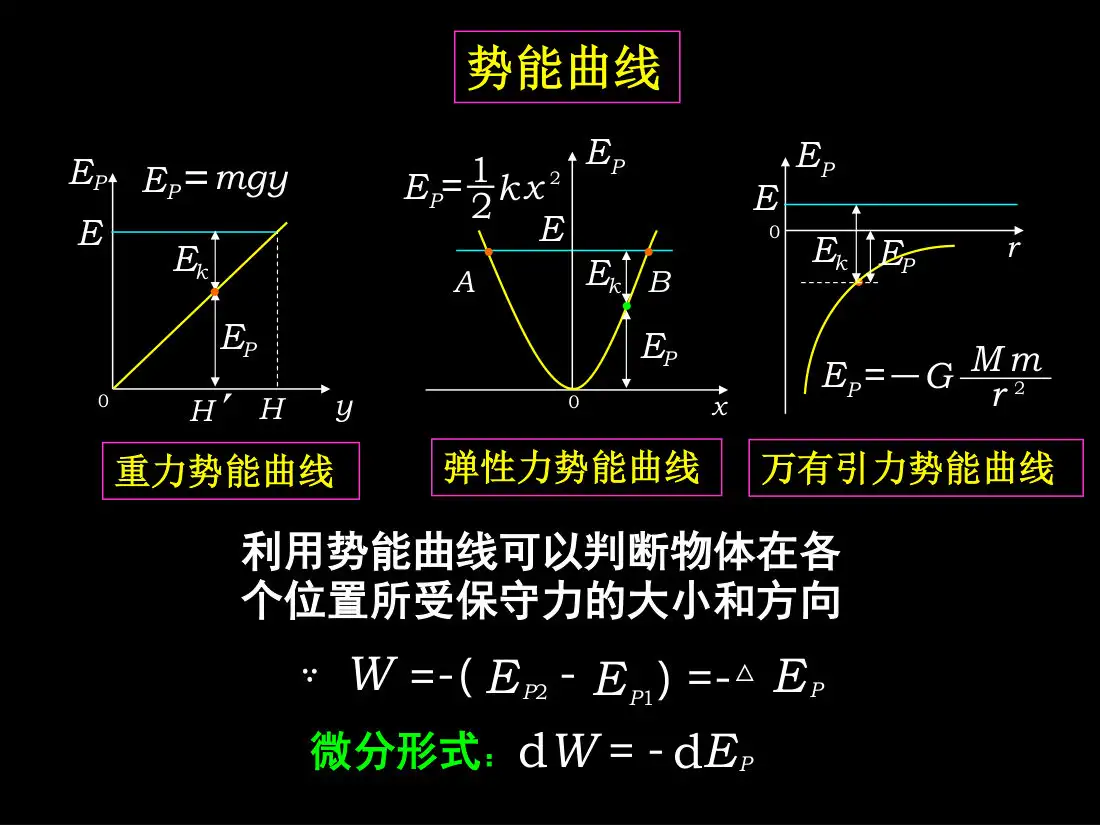 势能曲线
E_P
E_P=mgy
E
E_k
E_P
0
H′
H
y
重力势能曲线
E_P
E_P=1/2 kx²
E
A
E_k
B
E_P
0
x
弹性力势能曲线
E_P
E
0
E_k
E_P
r
E_P=-G Mm/r²
万有引力势能曲线
利用势能曲线可以判断物体在各
个位置所受保守力的大小和方向
∵ W=-(E_P2-E_P1)=-△E_P
微分形式：dW=-dE_P